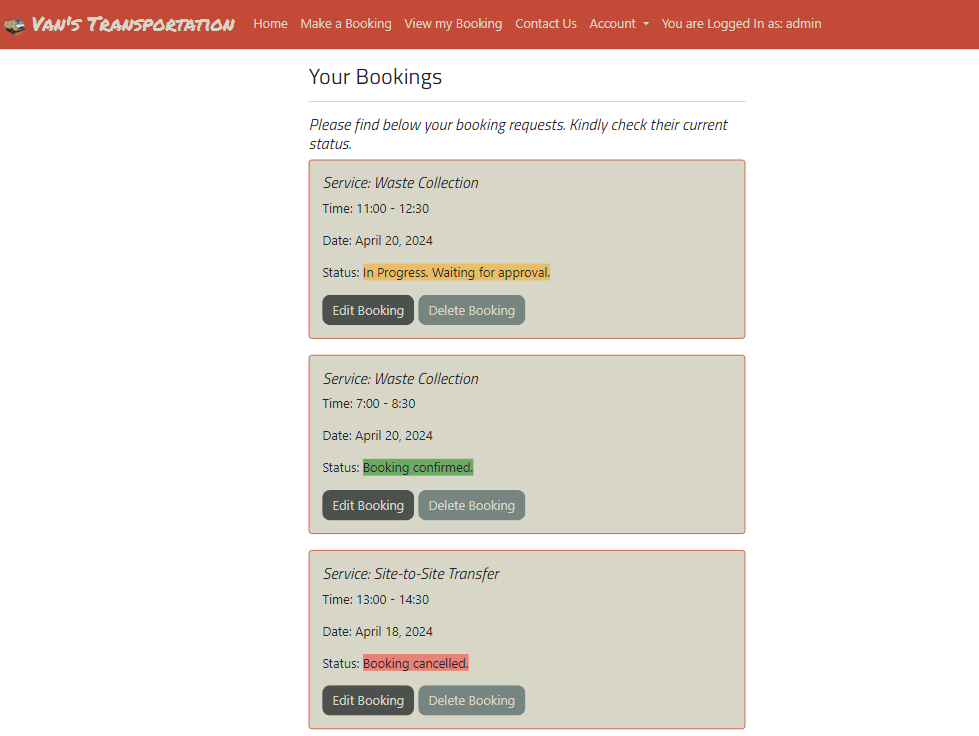 Van's Transportation Home Make a Booking View my Booking Contact Us Account You are Logged In as: admin
Your Bookings
Please find below your booking requests. Kindly check their current
status.
Service: Waste Collection
Time: 11:00 - 12:30
Date: April 20, 2024
Status: In Progress. Waiting for approval.
Edit Booking Delete Booking
Service: Waste Collection
Time: 7:00 - 8:30
Date: April 20, 2024
Status: Booking confirmed.
Edit Booking Delete Booking
Service: Site-to-Site Transfer
Time: 13:00 - 14:30
Date: April 18, 2024
Status: Booking cancelled.
Edit Booking Delete Booking